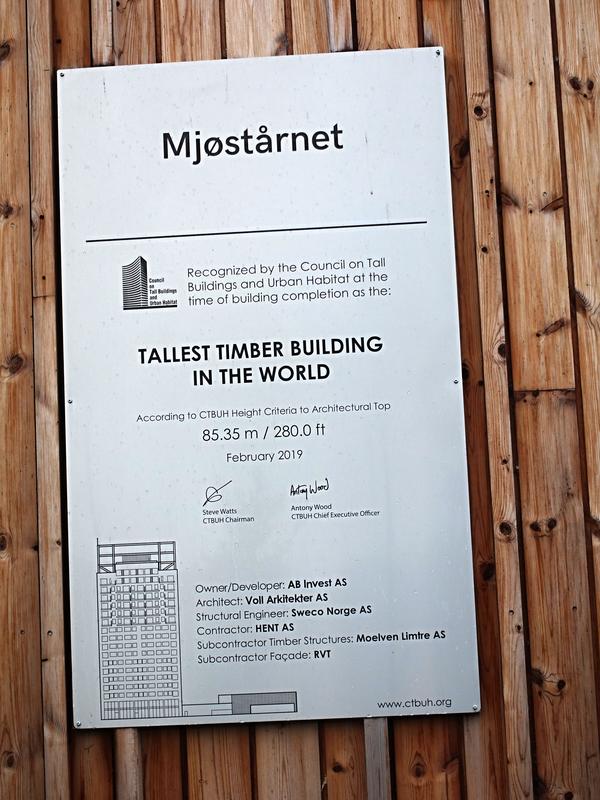 Mjøstårnet
Council
on
Tall Buildings
and
Urban Habitat
Recognized by the Council on Tall
Buildings and Urban Habitat at the
time of building completion as the:
TALLEST TIMBER BUILDING
IN THE WORLD
According to CTBUH Height Criteria to Architectural Top
85.35 m / 280.0 ft
February 2019
Antony Wood
Steve Watts
CTBUH Chairman
Antony Wood
CTBUH Chief Executive Officer
Owner/Developer: AB Invest AS
Architect: Voll Arkitekter AS
Structural Engineer: Sweco Norge AS
Contractor: HENT AS
Subcontractor Timber Structures: Moelven Limtre AS
Subcontractor Façade: RVT
www.ctbuh.org